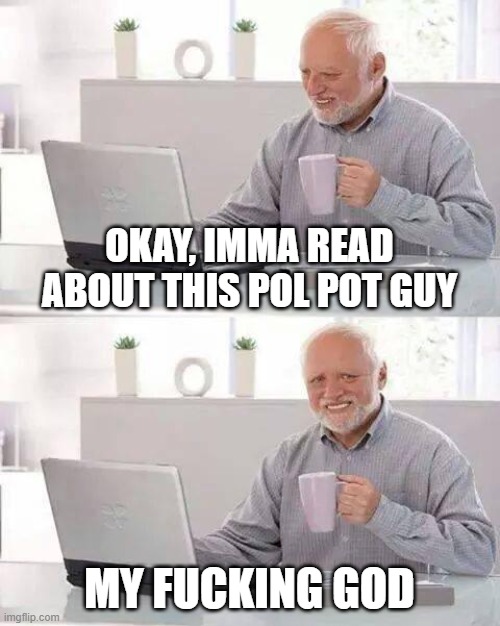 OKAY, IMMA READ
ABOUT THIS POL POT GUY
MY FUCKING GOD
imgflip.com